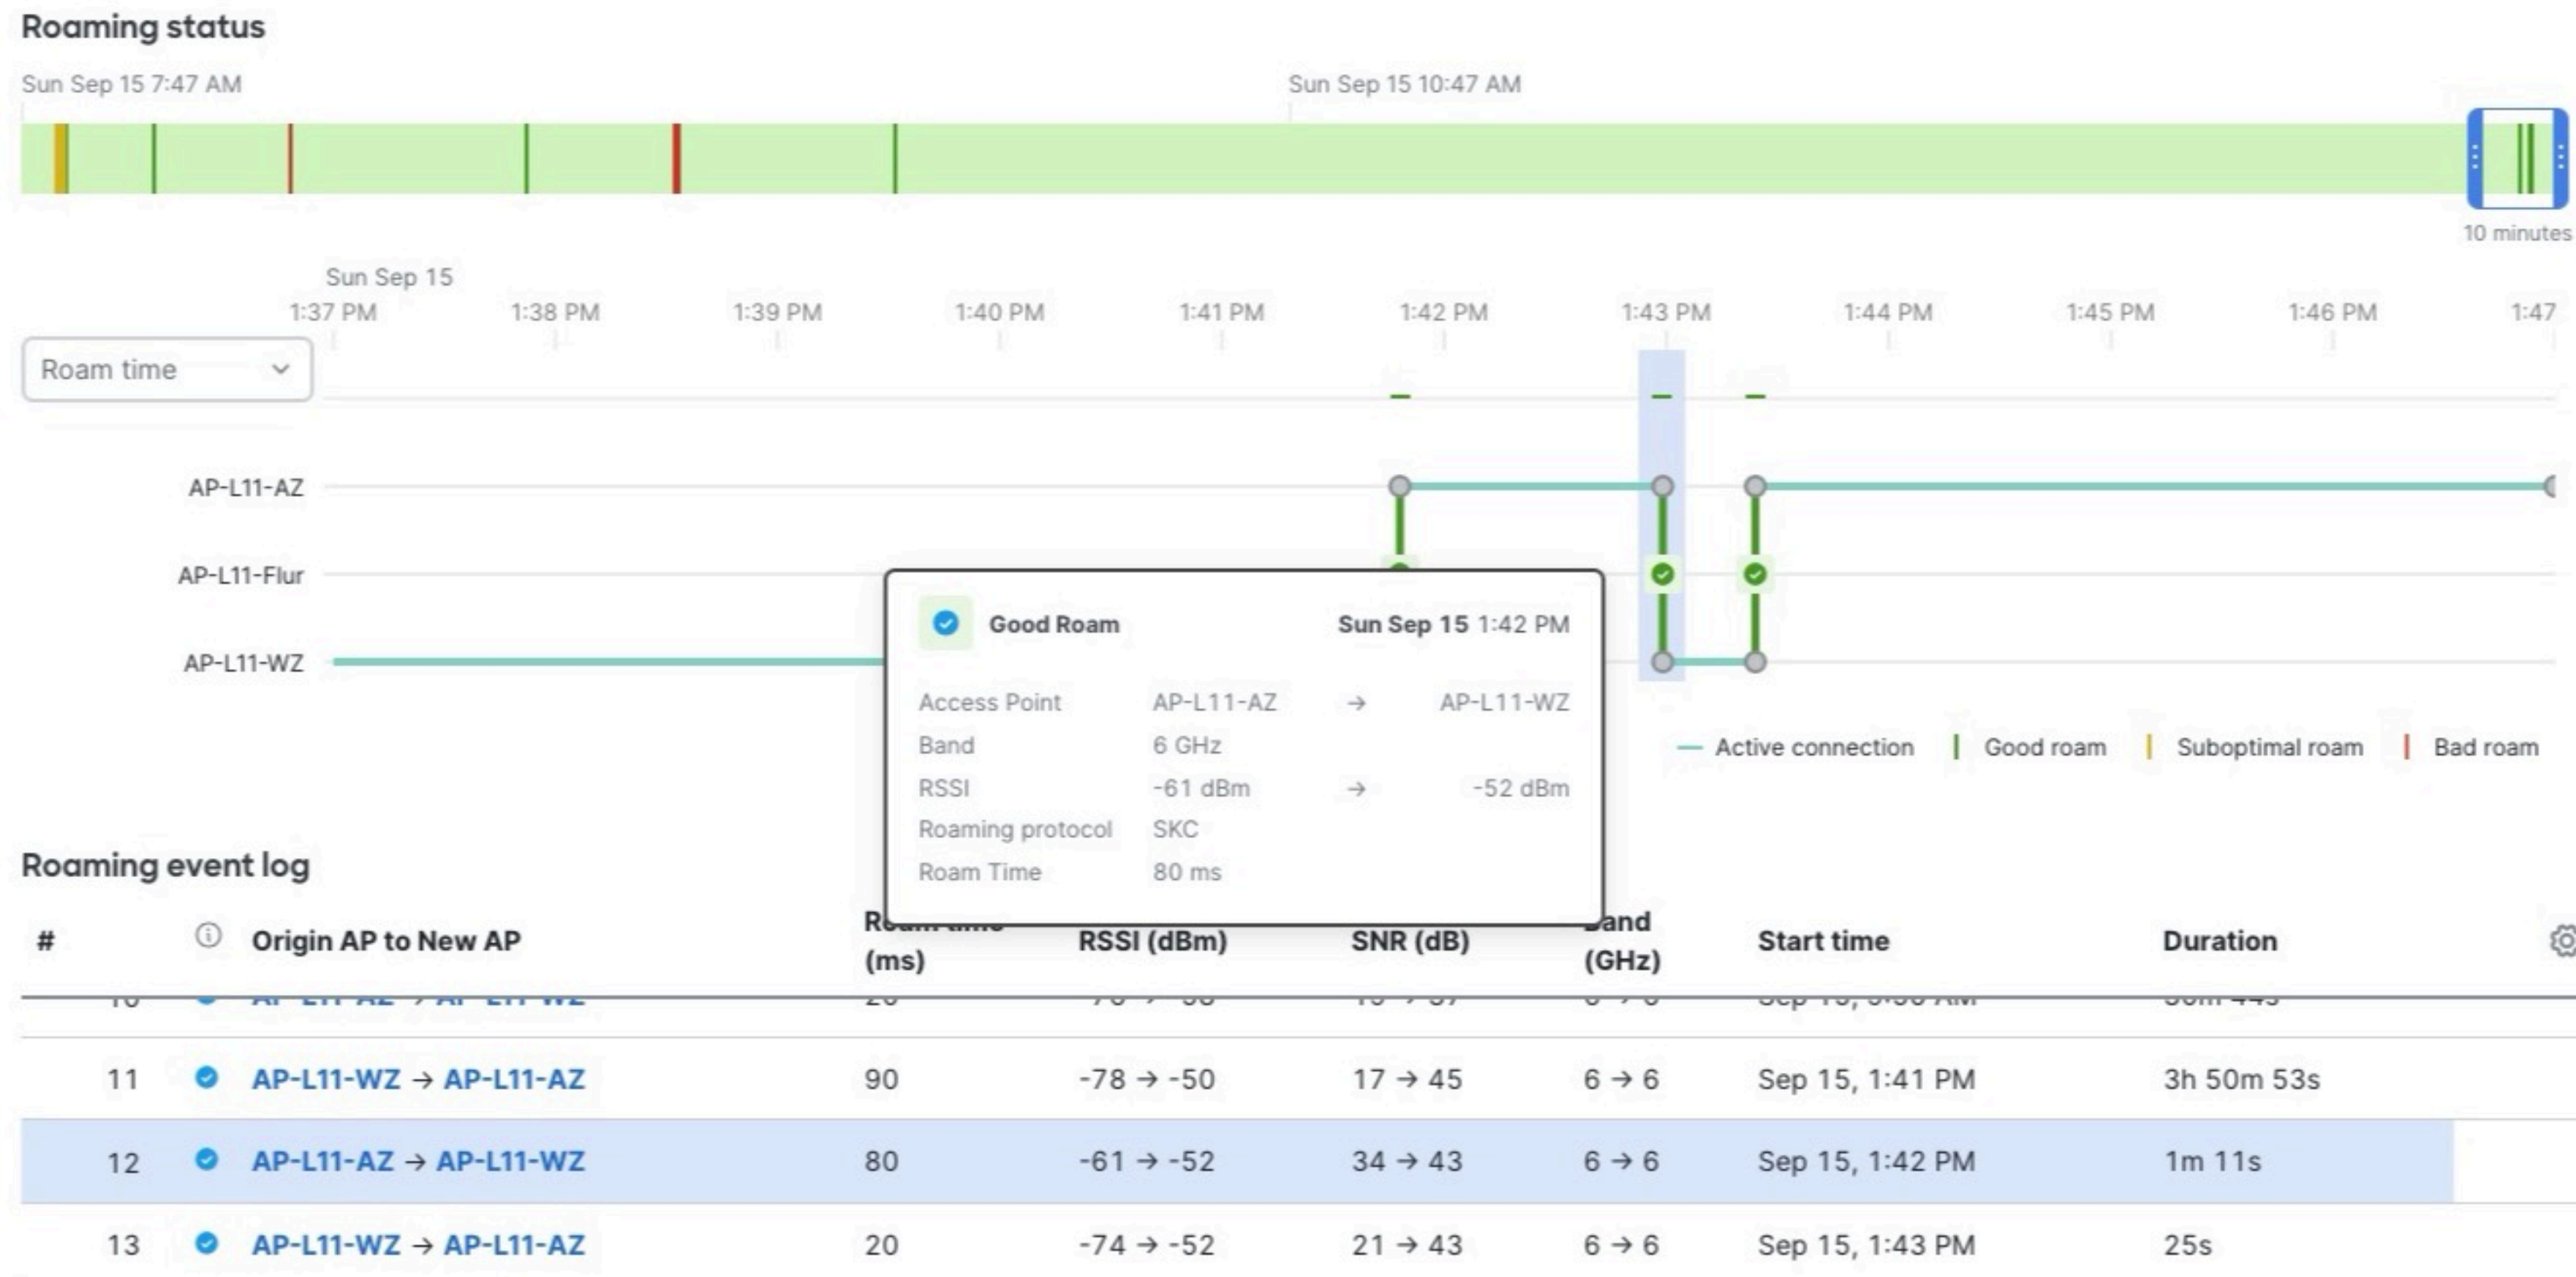 Roaming status
Sun Sep 15 7:47 AM
Sun Sep 15 10:47 AM
10 minutes
Sun Sep 15
1:37 PM 1:38 PM 1:39 PM 1:40 PM 1:41 PM 1:42 PM 1:43 PM 1:44 PM 1:45 PM 1:46 PM 1:47
Roam time
AP-L11-AZ
AP-L11-Flur
AP-L11-WZ
Good Roam Sun Sep 15 1:42 PM
Access Point AP-L11-AZ → AP-L11-WZ
Band 6 GHz
RSSI -61 dBm → -52 dBm
Roaming protocol SKC
Roam Time 80 ms
Active connection Good roam Suboptimal roam Bad roam
Roaming event log
# Origin AP to New AP (ms) RSSI (dBm) SNR (dB) (GHz) Start time Duration
11 AP-L11-WZ → AP-L11-AZ 90 -78 → -50 17 → 45 6 → 6 Sep 15, 1:41 PM 3h 50m 53s
12 AP-L11-AZ → AP-L11-WZ 80 -61 → -52 34 → 43 6 → 6 Sep 15, 1:42 PM 1m 11s
13 AP-L11-WZ → AP-L11-AZ 20 -74 → -52 21 → 43 6 → 6 Sep 15, 1:43 PM 25s